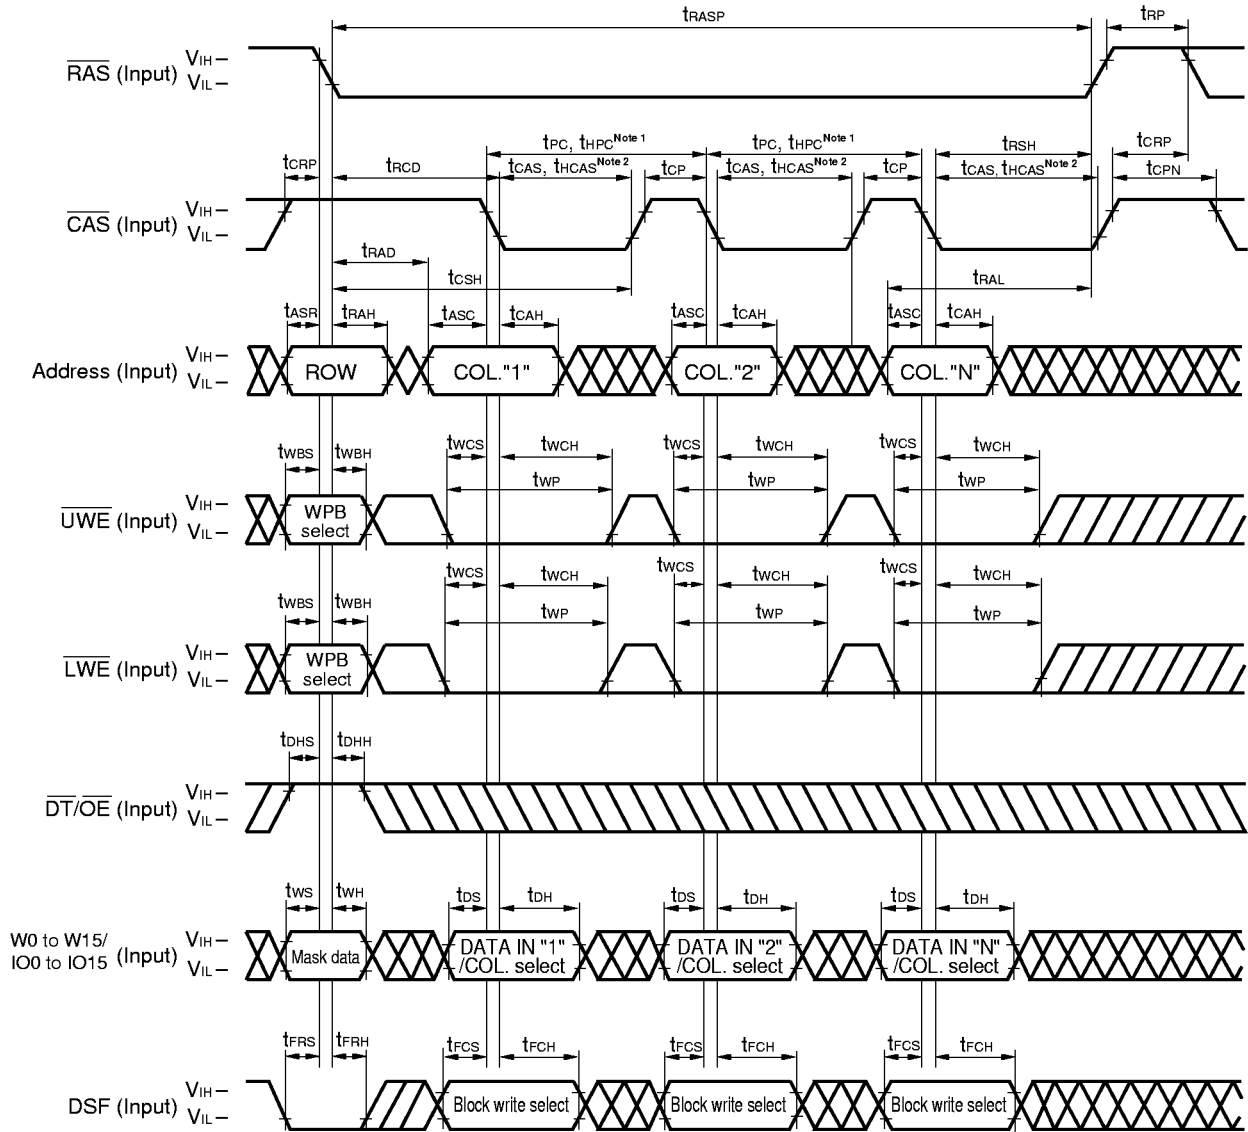 tRASP tRP
RAS (Input) VIH
VIL
tPC, tHPC Note 1 tPC, tHPC Note 1 tRSH tCRP
tCRP tRCD tCAS, tHCAS Note 2 tCP tCAS, tHCAS Note 2 tCP tCAS, tHCAS Note 2 tCPN
CAS (Input) VIH
VIL
tRAD
tCSH tRAL
tASR tRAH tASC tCAH tASC tCAH tASC tCAH
Address (Input) VIH
VIL
ROW COL."1" COL."2" COL."N"
tWBS tWBH tWCS tWCH tWCS tWCH tWCS tWCH
tWP tWP tWP
UWE (Input) VIH
VIL
WPB
select
tWCS tWCH tWCS tWCH tWCS tWCH
tWBS tWBH tWP tWP tWP
LWE (Input) VIH
VIL
WPB
select
tDHS tDHH
DT/OE (Input) VIH
VIL
tWS tWH tDS tDH tDS tDH tDS tDH
W0 to W15/
IO0 to IO15 (Input) VIH
VIL
Mask data
DATA IN "1"
/COL. select
DATA IN "2"
/COL. select
DATA IN "N"
/COL. select
tFRS tFRH tFCS tFCH tFCS tFCH tFCS tFCH
DSF (Input) VIH
VIL
Block write select Block write select Block write select